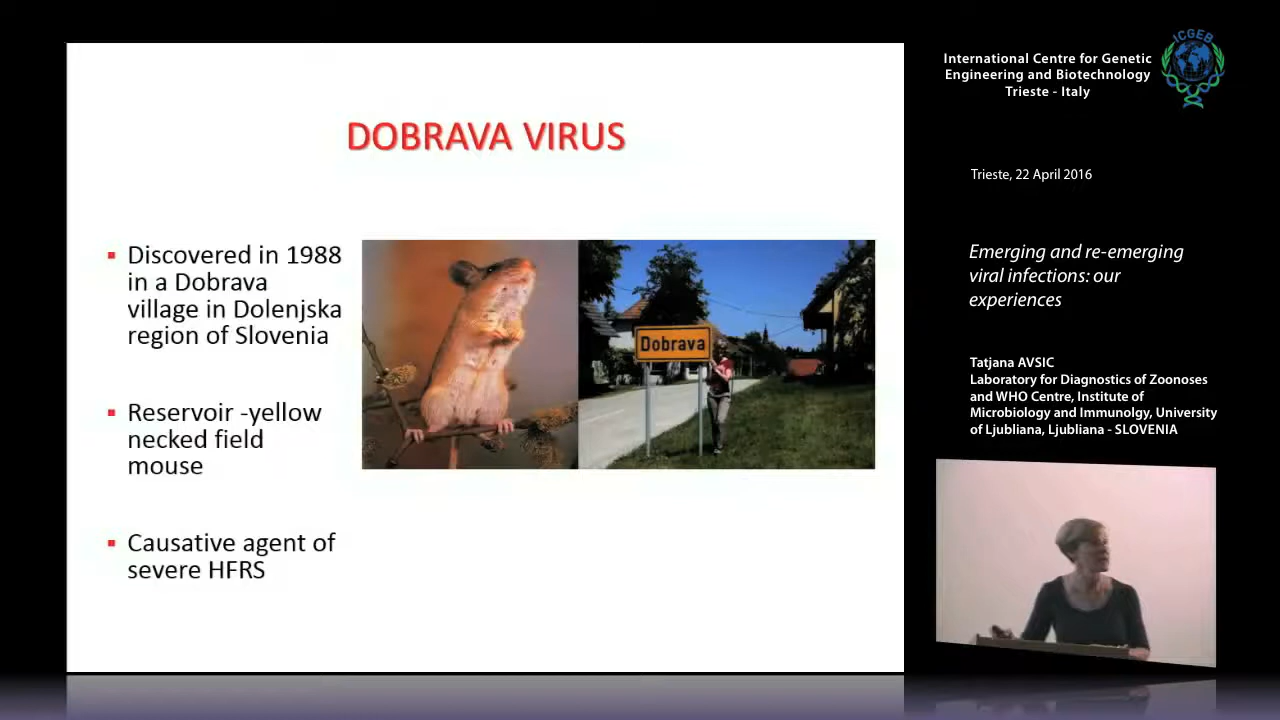 DOBRAVA VIRUS
▪ Discovered in 1988
in a Dobrava
village in Dolenjska
region of Slovenia
▪ Reservoir -yellow
necked field
mouse
▪ Causative agent of
severe HFRS
Dobrava
International Centre for Genetic
Engineering and Biotechnology
Trieste - Italy
ICGEB
Trieste, 22 April 2016
Emerging and re-emerging
viral infections: our
experiences
Tatjana AVSIC
Laboratory for Diagnostics of Zoonoses
and WHO Centre, Institute of
Microbiology and Immunolgy, University
of Ljubliana, Ljubliana - SLOVENIA